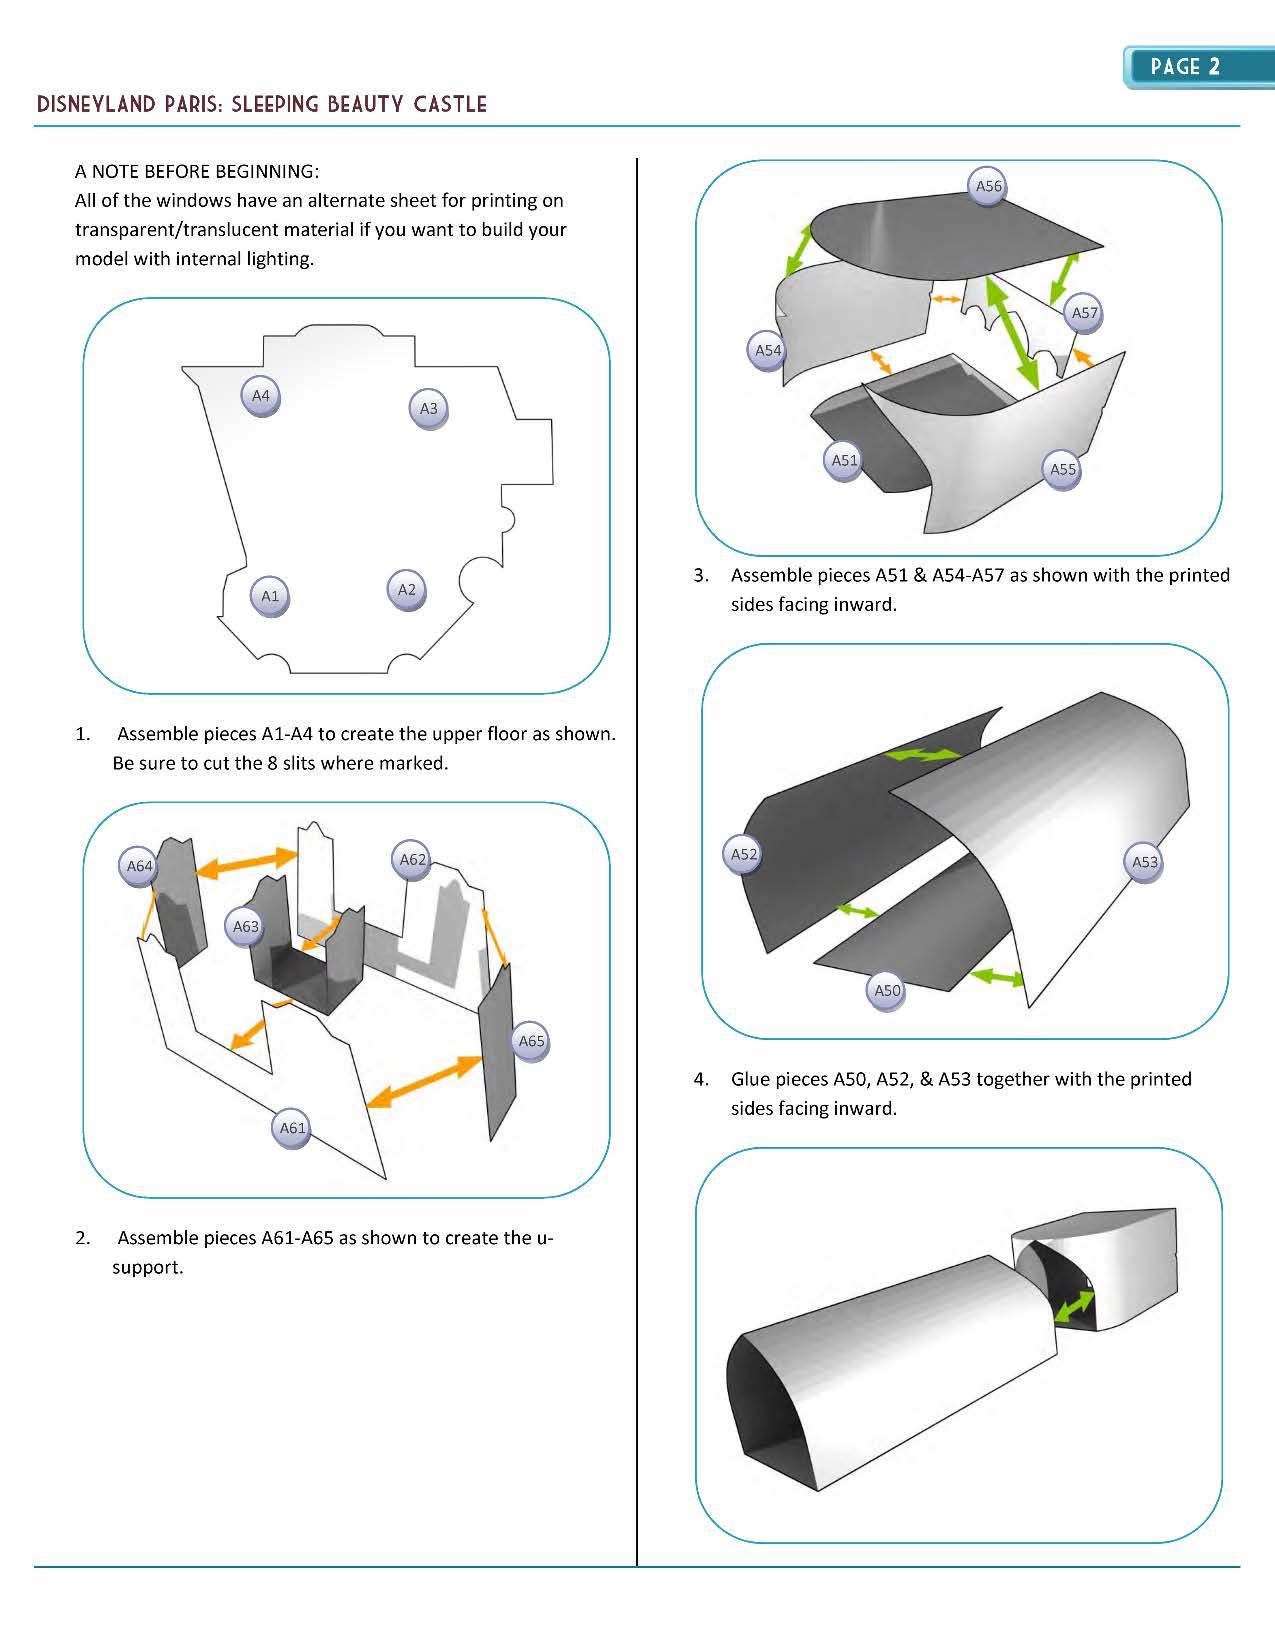 PAGE 2
DISNEYLAND PARIS: SLEEPING BEAUTY CASTLE
A NOTE BEFORE BEGINNING:
All of the windows have an alternate sheet for printing on
transparent/translucent material if you want to build your
model with internal lighting.
A4
A3
A1
A2
1. Assemble pieces A1-A4 to create the upper floor as shown.
Be sure to cut the 8 slits where marked.
A64
A62
A63
A65
A61
2. Assemble pieces A61-A65 as shown to create the u-
support.
A56
A57
A54
A51
A55
3. Assemble pieces A51 & A54-A57 as shown with the printed
sides facing inward.
A52
A53
A50
4. Glue pieces A50, A52, & A53 together with the printed
sides facing inward.